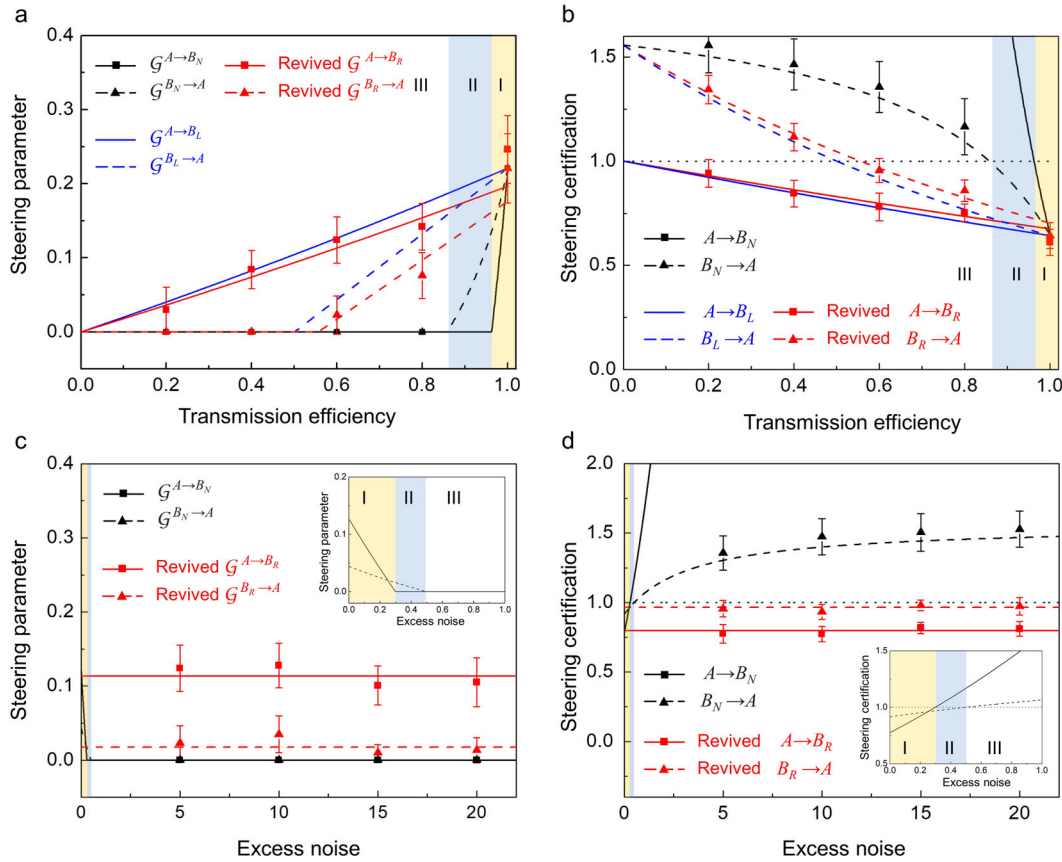 a
0.4
0.3
0.2
0.1
0.0
Steering parameter
𝒢^{A→B_N}
𝒢^{B_N→A}
Revived 𝒢^{A→B_R}
Revived 𝒢^{B_R→A}
𝒢^{A→B_L}
𝒢^{B_L→A}
III II I
0.0 0.2 0.4 0.6 0.8 1.0
Transmission efficiency
b
1.5
1.0
0.5
0.0
Steering certification
A→B_N
B_N→A
A→B_L
B_L→A
Revived A→B_R
Revived B_R→A
III II I
0.0 0.2 0.4 0.6 0.8 1.0
Transmission efficiency
c
0.4
0.3
0.2
0.1
0.0
Steering parameter
𝒢^{A→B_N}
𝒢^{B_N→A}
Revived 𝒢^{A→B_R}
Revived 𝒢^{B_R→A}
0.2
0.1
0.0
Steering parameter
I II III
0.0 0.2 0.4 0.6 0.8 1.0
Excess noise
0 5 10 15 20
Excess noise
d
2.0
1.5
1.0
0.5
0.0
Steering certification
A→B_N
B_N→A
Revived A→B_R
Revived B_R→A
1.5
1.0
0.5
Steering certification
I II III
0.0 0.2 0.4 0.6 0.8 1.0
Excess noise
0 5 10 15 20
Excess noise